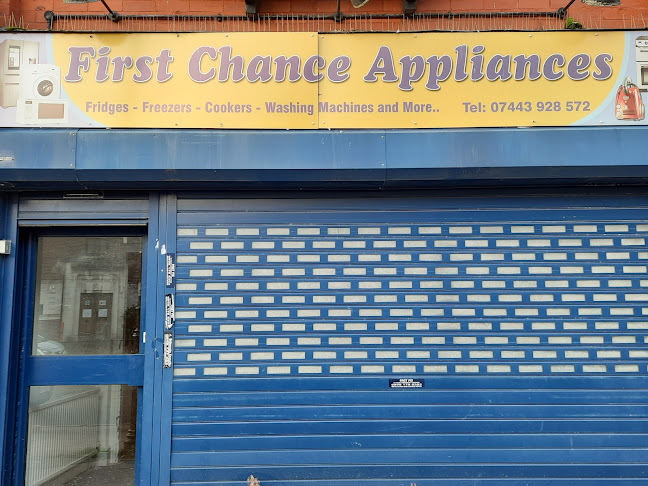 First Chance Appliances
Fridges - Freezers - Cookers - Washing Machines and More.. Tel: 07443 928 572